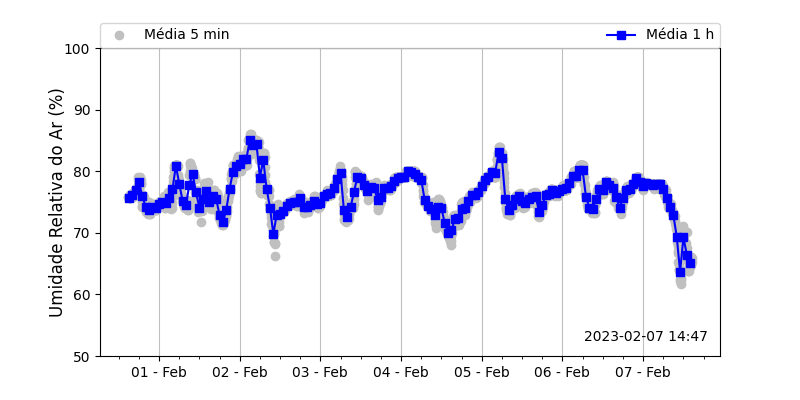 Média 5 min
Média 1 h
Umidade Relativa do Ar (%)
100
90
80
70
60
50
2023-02-07 14:47
01 - Feb
02 - Feb
03 - Feb
04 - Feb
05 - Feb
06 - Feb
07 - Feb